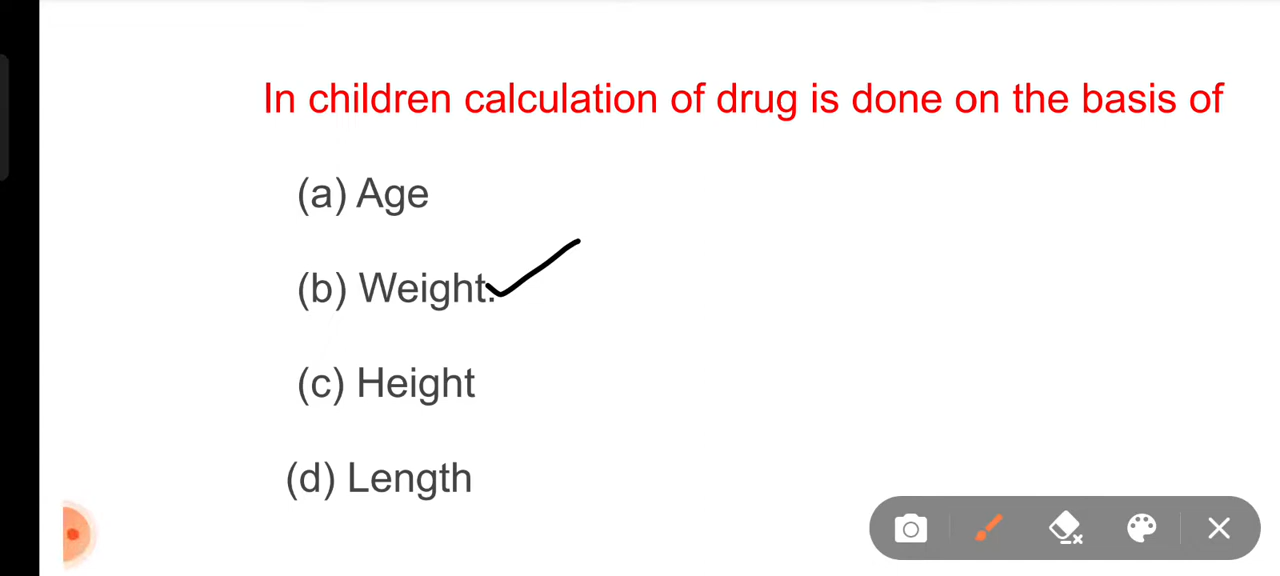 In children calculation of drug is done on the basis of
(a) Age
(b) Weight.
(c) Height
(d) Length